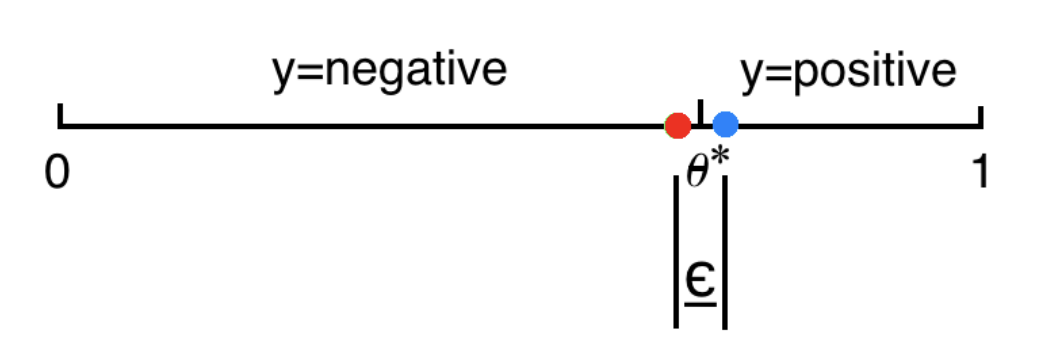 y=negative y=positive
0 θ* 1
ϵ